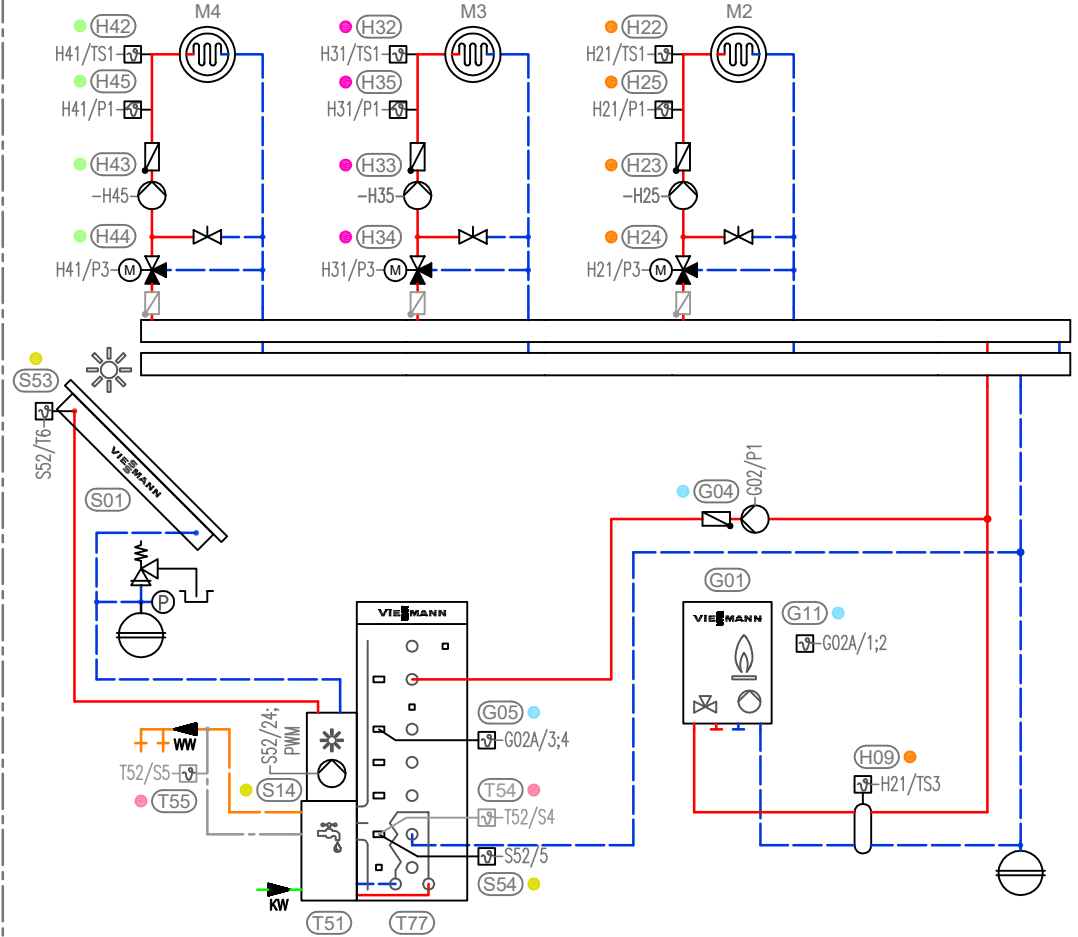 M4
M3
M2
H42
H32
H22
H41/TS1
H31/TS1
H21/TS1
H45
H35
H25
H41/P1
H31/P1
H21/P1
H43
H33
H23
-H45
-H35
-H25
H44
H34
H24
H41/P3
M
H31/P3
M
H21/P3
M
S53
S52/T6
VIESSMANN
S01
G04
G02/P1
P
G01
VIESSMANN
VIESSMANN
G11
G02A/1;2
S52/24;
PWM
G05
G02A/3;4
WW
T52/S5
T55
S14
T54
T52/S4
H09
H21/TS3
S52/5
S54
KW
T51
T77